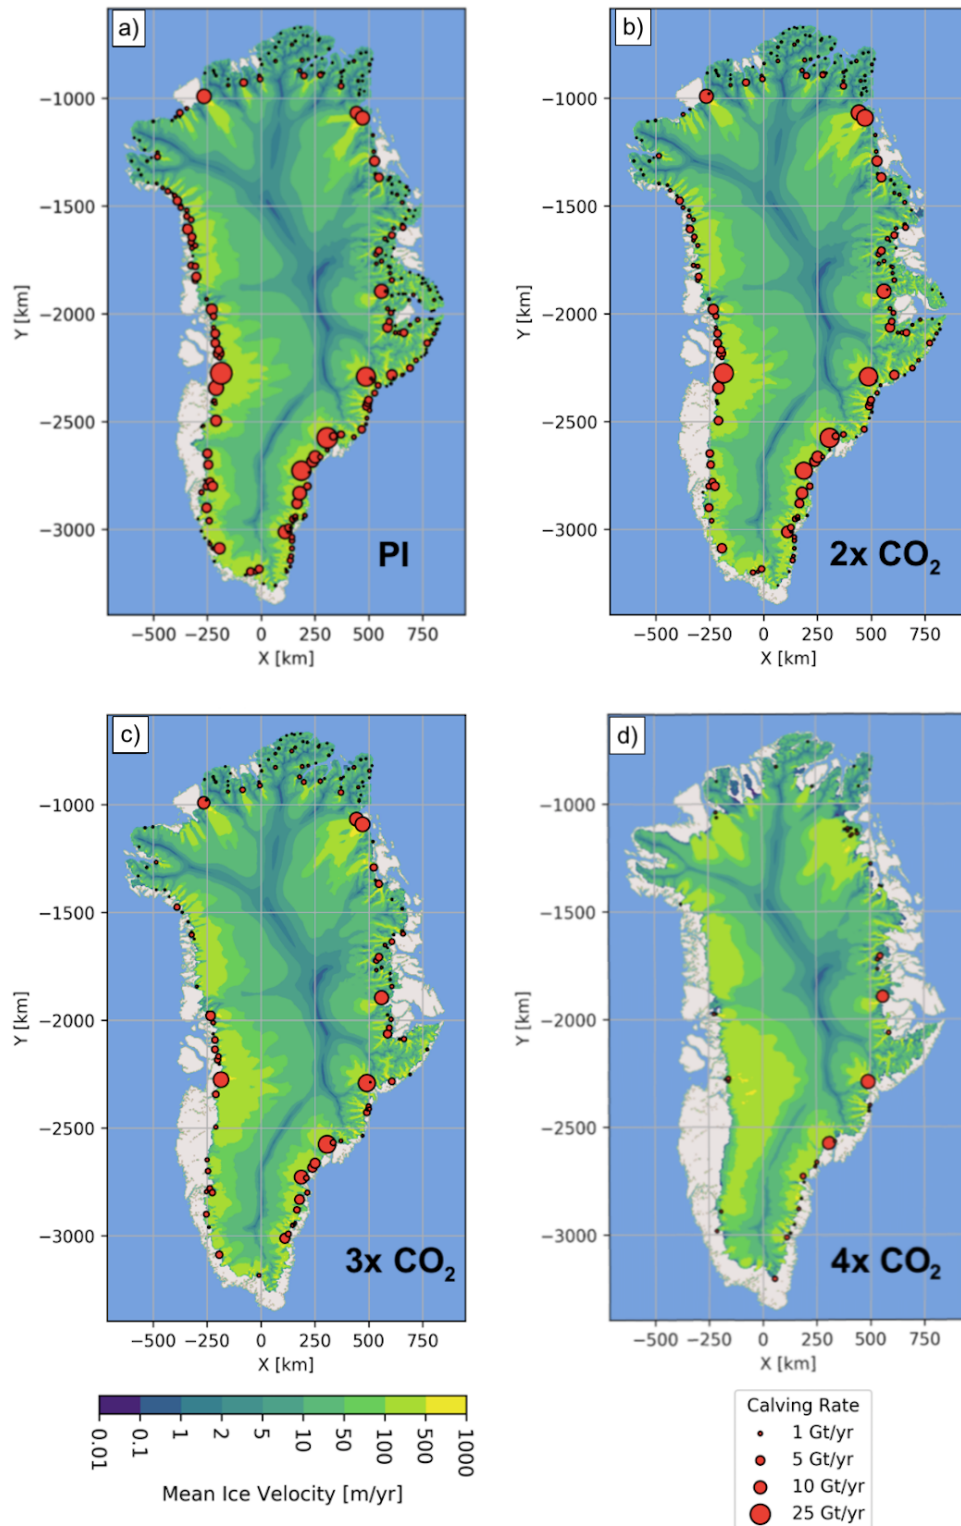 a)
−1000
−1500
−2000
−2500
−3000
Y [km]
PI
−500 −250 0 250 500 750
X [km]
b)
−1000
−1500
−2000
−2500
−3000
Y [km]
2x CO₂
−500 −250 0 250 500 750
X [km]
c)
−1000
−1500
−2000
−2500
−3000
Y [km]
3x CO₂
−500 −250 0 250 500 750
X [km]
d)
−1000
−1500
−2000
−2500
−3000
Y [km]
4x CO₂
−500 −250 0 250 500 750
X [km]
0.01 0.1 1 2 5 10 50 100 500 1000
Mean Ice Velocity [m/yr]
Calving Rate
1 Gt/yr
5 Gt/yr
10 Gt/yr
25 Gt/yr